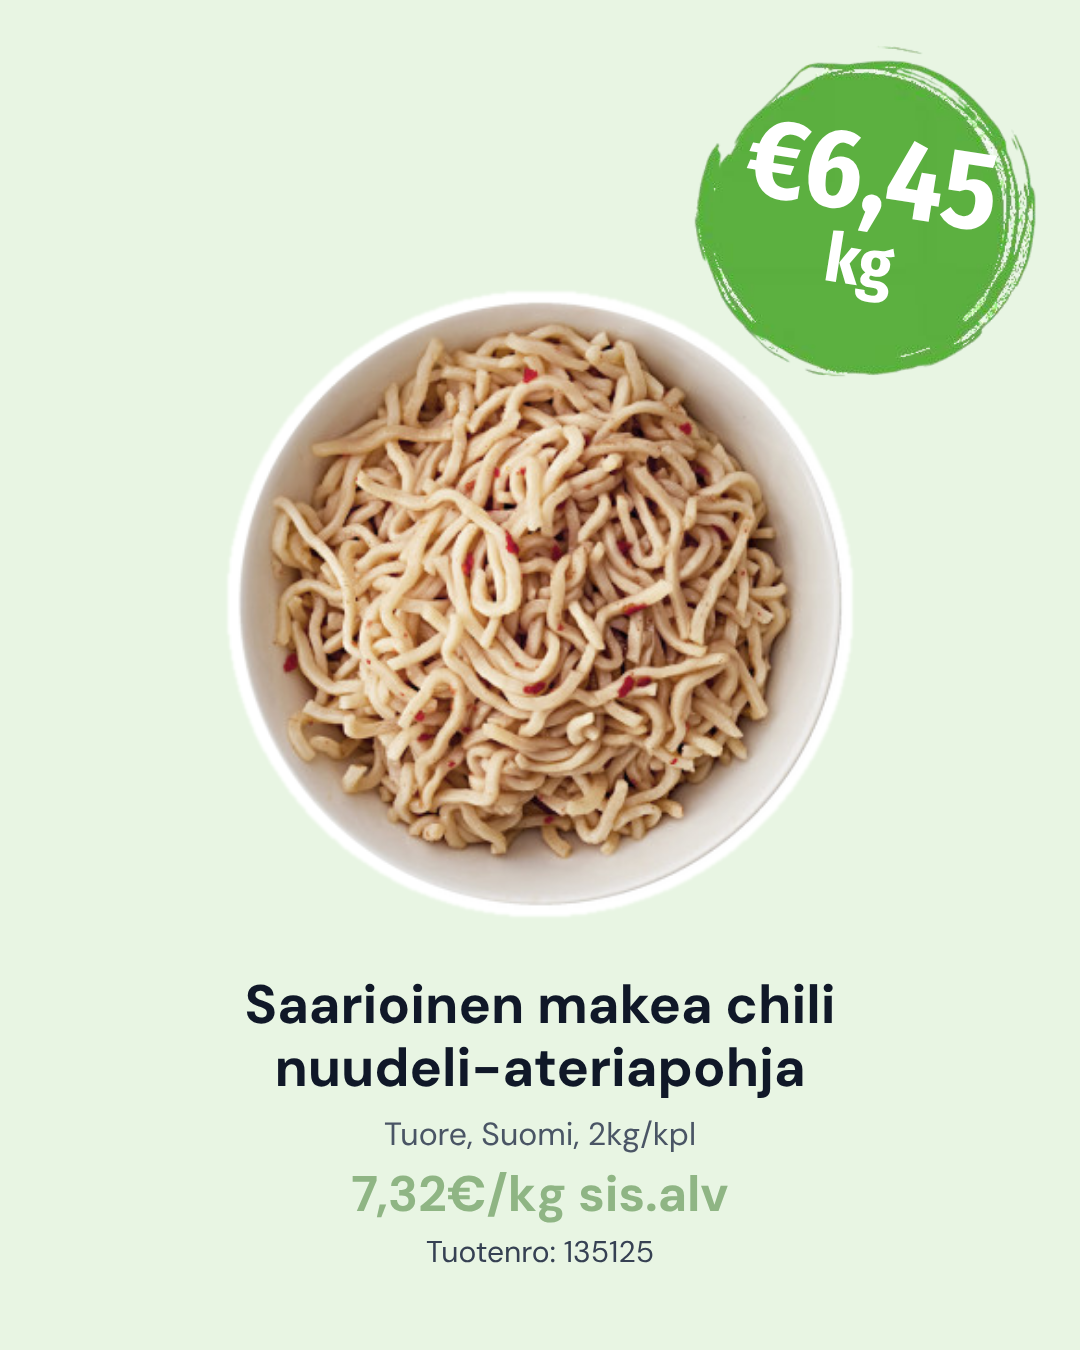 €6,45
kg
Saarioinen makea chili
nuudeli-ateriapohja
Tuore, Suomi, 2kg/kpl
7,32€/kg sis.alv
Tuotenro: 135125